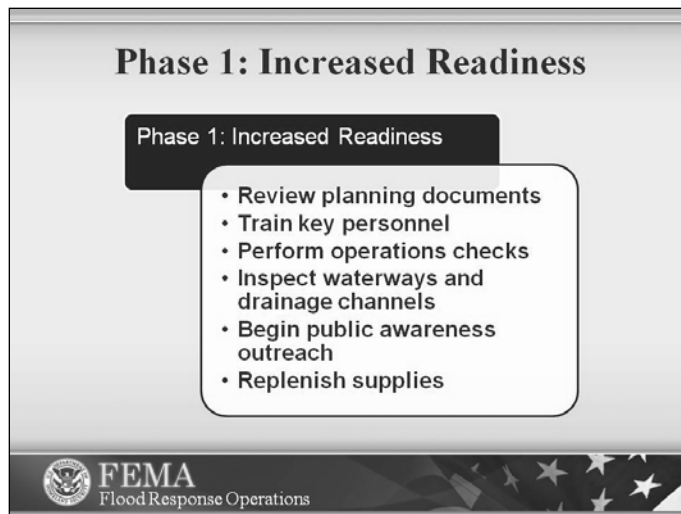 Phase 1: Increased Readiness
Phase 1: Increased Readiness
• Review planning documents
• Train key personnel
• Perform operations checks
• Inspect waterways and
drainage channels
• Begin public awareness
outreach
• Replenish supplies
FEMA
Flood Response Operations